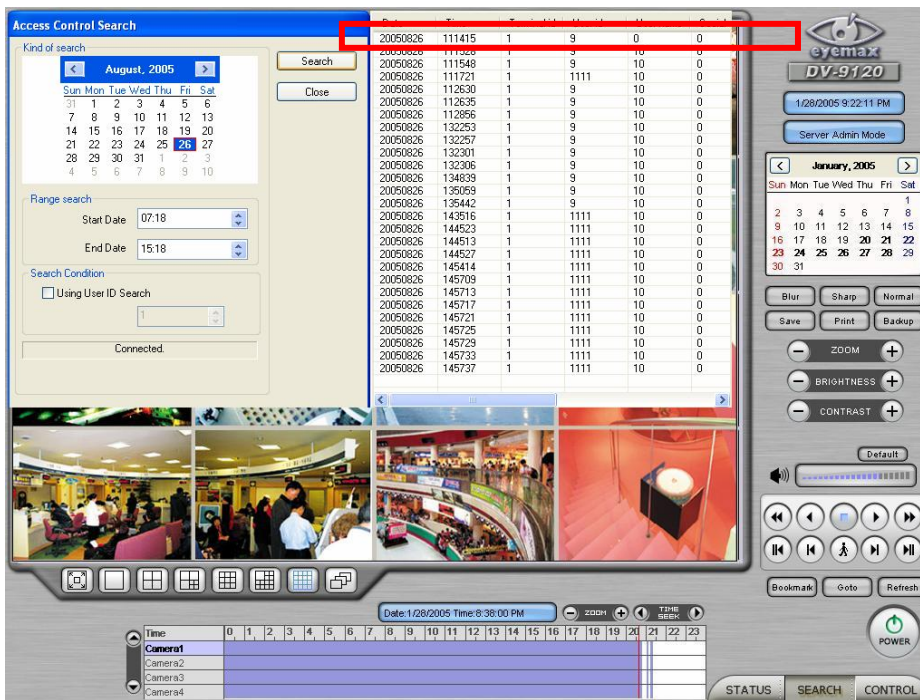 Access Control Search
Kind of search
August, 2005
Sun Mon Tue Wed Thu Fri Sat
31 1 2 3 4 5 6
7 8 9 10 11 12 13
14 15 16 17 18 19 20
21 22 23 24 25 26 27
28 29 30 31 1 2 3
4 5 6 7 8 9 10
Range search
Start Date 07:18
End Date 15:18
Search Condition
Using User ID Search
1
Connected.
Search
Close
20050826 111415 1 9 0 0
20050826 111528 1 9 10 0
20050826 111548 1 9 10 0
20050826 111721 1 1111 10 0
20050826 112630 1 9 10 0
20050826 112635 1 9 10 0
20050826 112856 1 9 10 0
20050826 132253 1 9 10 0
20050826 132257 1 9 10 0
20050826 132301 1 9 10 0
20050826 132306 1 9 10 0
20050826 134839 1 9 10 0
20050826 135059 1 9 10 0
20050826 135442 1 9 10 0
20050826 143516 1 1111 10 0
20050826 144523 1 1111 10 0
20050826 144513 1 1111 10 0
20050826 144527 1 1111 10 0
20050826 145414 1 1111 10 0
20050826 145709 1 1111 10 0
20050826 145713 1 1111 10 0
20050826 145717 1 1111 10 0
20050826 145721 1 1111 10 0
20050826 145725 1 1111 10 0
20050826 145729 1 1111 10 0
20050826 145733 1 1111 10 0
20050826 145737 1 1111 10 0
eyemax
DV-9120
1/28/2005 9:22:11 PM
Server Admin Mode
January, 2005
Sun Mon Tue Wed Thu Fri Sat
1
2 3 4 5 6 7 8
9 10 11 12 13 14 15
16 17 18 19 20 21 22
23 24 25 26 27 28 29
30 31
Blur Sharp Normal
Save Print Backup
ZOOM
BRIGHTNESS
CONTRAST
Default
Bookmark Goto Refresh
POWER
Date:1/28/2005 Time:8:38:00 PM
ZOOM
TIME SEEK
Time 0 1 2 3 4 5 6 7 8 9 10 11 12 13 14 15 16 17 18 19 20 21 22 23
Camera1
Camera2
Camera3
Camera4
STATUS SEARCH CONTROL